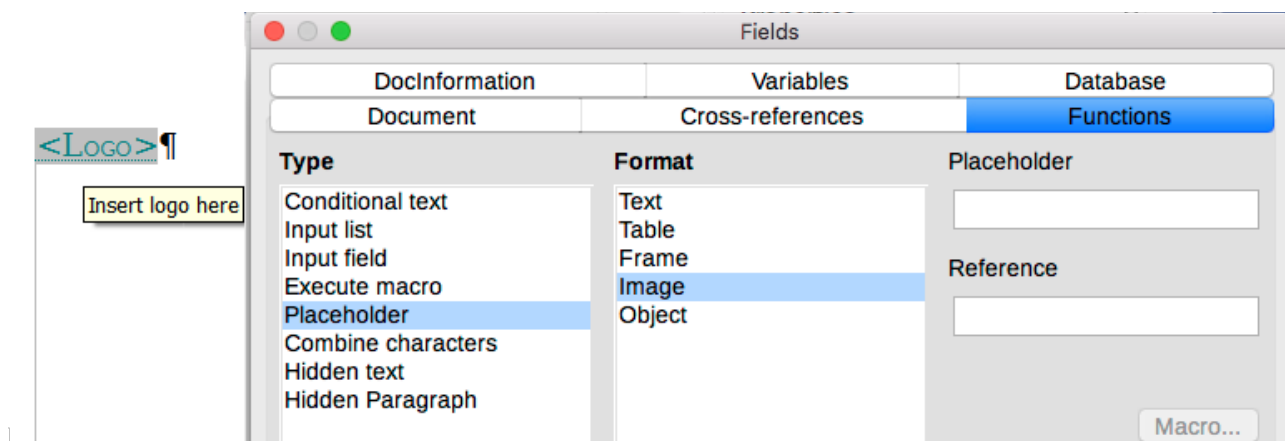 Fields
DocInformation Variables Database
Document Cross-references Functions
<Logo>¶
Insert logo here
Type
Conditional text
Input list
Input field
Execute macro
Placeholder
Combine characters
Hidden text
Hidden Paragraph
Format
Text
Table
Frame
Image
Object
Placeholder
Reference
Macro...